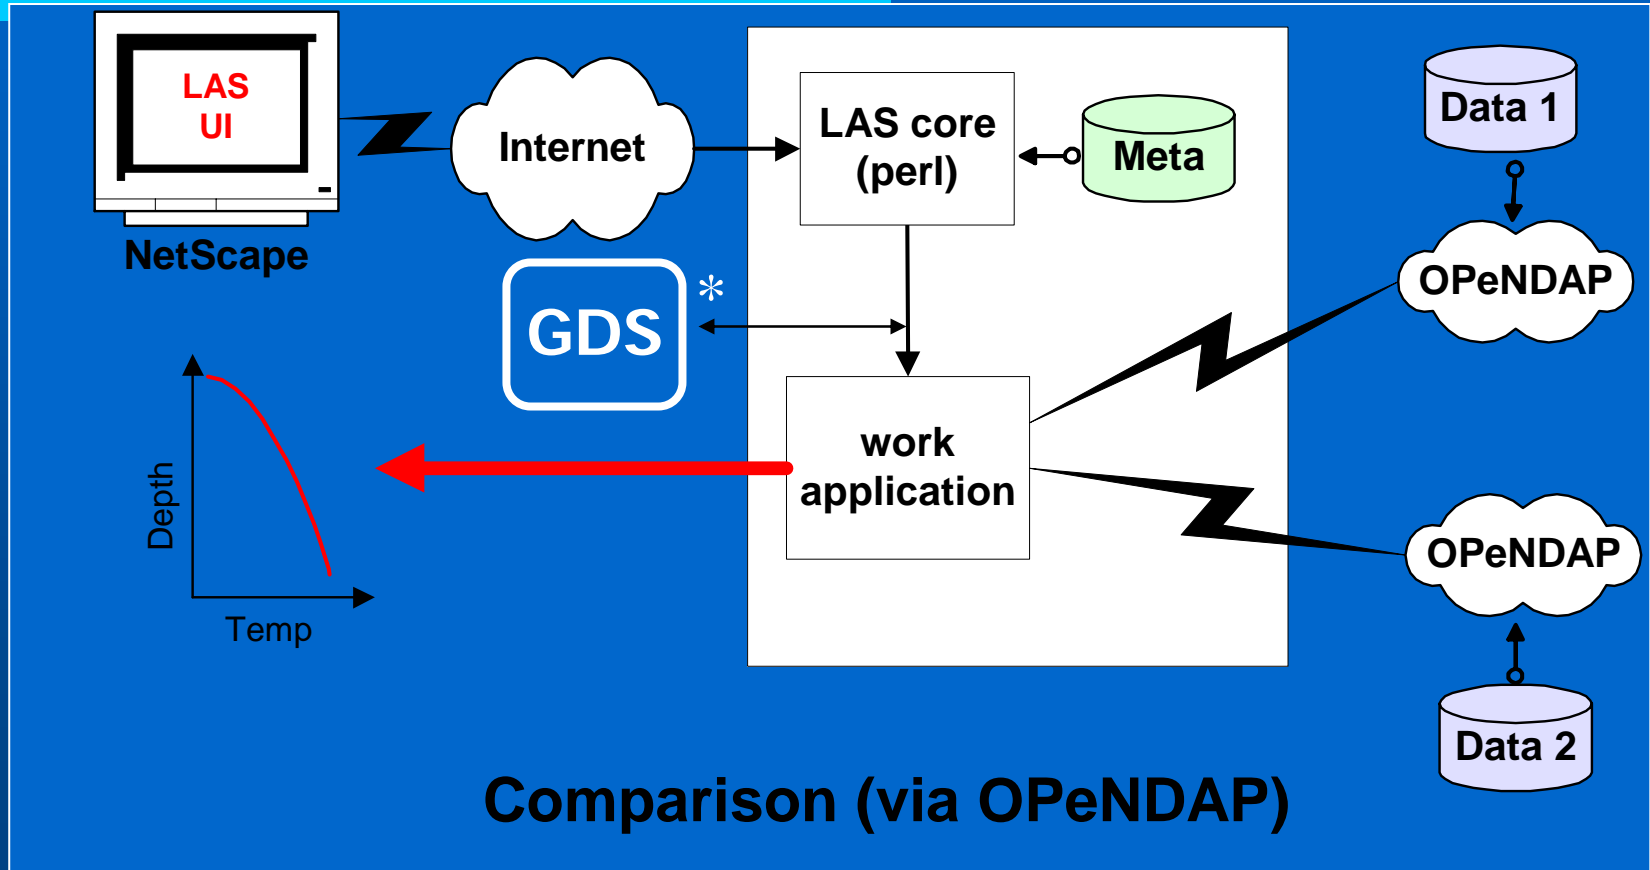 LAS
UI
NetScape
Internet
LAS core
(perl)
Meta
Data 1
OPeNDAP
GDS
*
work
application
Depth
Temp
OPeNDAP
Data 2
Comparison (via OPeNDAP)